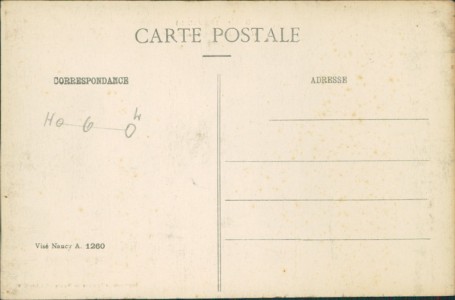 CARTE POSTALE
CORRESPONDANCE
ADRESSE
Visé Nancy A. 1260